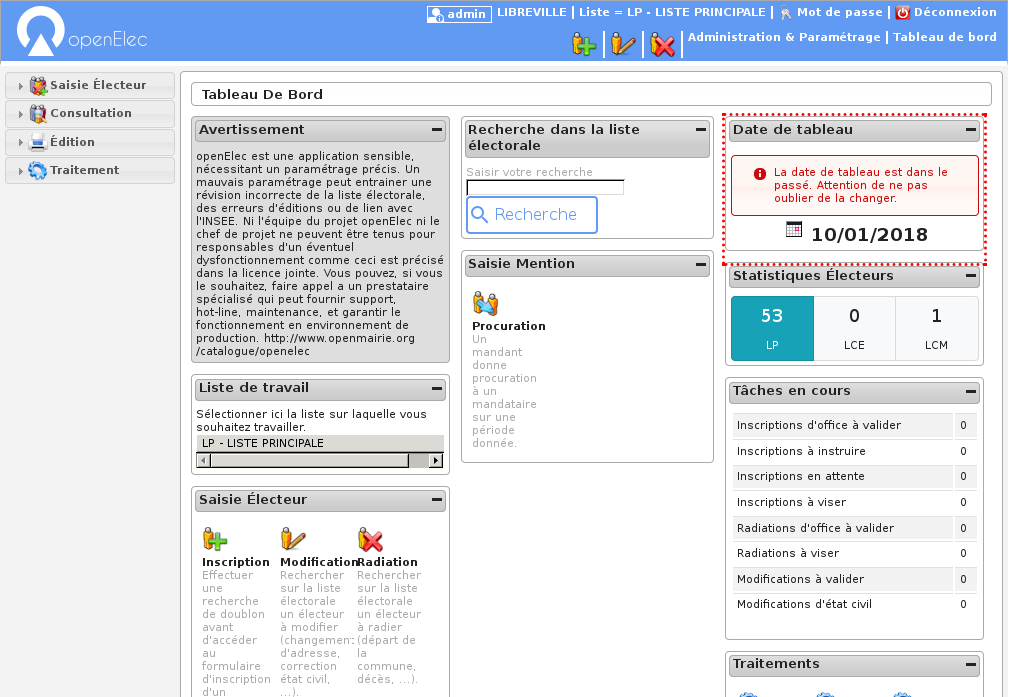 admin LIBREVILLE | Liste = LP - LISTE PRINCIPALE | Mot de passe | Déconnexion
openElec
Administration & Paramétrage | Tableau de bord
Saisie Électeur
Consultation
Édition
Traitement
Tableau De Bord
Avertissement
openElec est une application sensible,
nécessitant un paramétrage précis. Un
mauvais paramétrage peut entrainer une
révision incorrecte de la liste électorale,
des erreurs d'éditions ou de lien avec
l'INSEE. Ni l'équipe du projet openElec ni le
chef de projet ne peuvent être tenus pour
responsables d'un éventuel
dysfonctionnement comme ceci est précisé
dans la licence jointe. Vous pouvez, si vous
le souhaitez, faire appel a un prestataire
spécialisé qui peut fournir support,
hot-line, maintenance, et garantir le
fonctionnement en environnement de
production. http://www.openmairie.org
/catalogue/openelec
Liste de travail
Sélectionner ici la liste sur laquelle vous
souhaitez travailler.
LP - LISTE PRINCIPALE
Saisie Électeur
Inscription
Effectuer
une
recherche
de doublon
avant
d'accéder
au
formulaire
d'inscription
d'un
Modification
Rechercher
sur la liste
électorale
un électeur
à modifier
(changement
d'adresse,
correction
état civil,
...).
Radiation
Rechercher
sur la liste
électorale
un électeur
à radier
(départ de
la
commune,
décès, ...).
Recherche dans la liste
électorale
Saisir votre recherche
Recherche
Saisie Mention
Procuration
Un
mandant
donne
procuration
à un
mandataire
sur une
période
donnée.
Date de tableau
La date de tableau est dans le
passé. Attention de ne pas
oublier de la changer.
10/01/2018
Statistiques Électeurs
53 0 1
LP LCE LCM
Tâches en cours
Inscriptions d'office à valider 0
Inscriptions à instruire 0
Inscriptions en attente 0
Inscriptions à viser 0
Radiations d'office à valider 0
Radiations à viser 0
Modifications à valider 0
Modifications d'état civil 0
Traitements